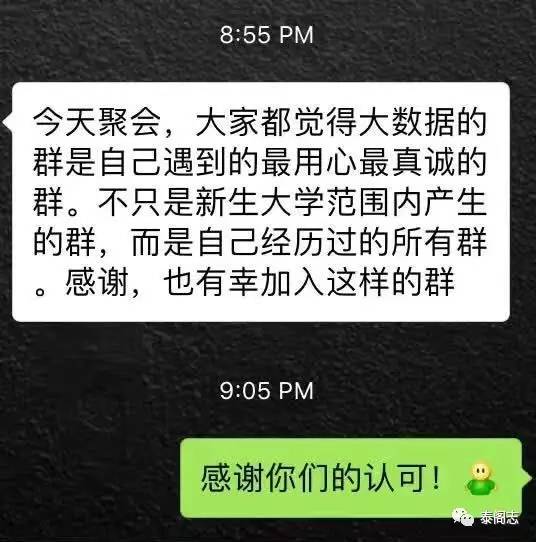 8:55 PM
今天聚会，大家都觉得大数据的
群是自己遇到的最用心最真诚的
群。不只是新生大学范围内产生
的群，而是自己经历过的所有群
。感谢，也有幸加入这样的群
9:05 PM
感谢你们的认可！
泰阁志